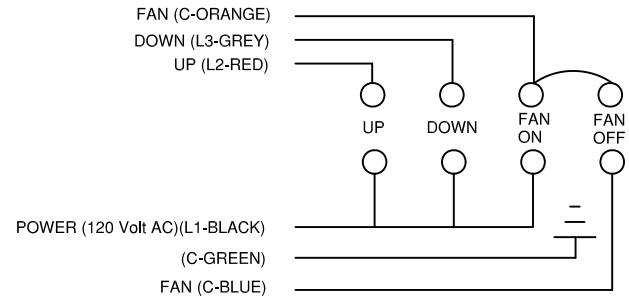 FAN (C-ORANGE)
DOWN (L3-GREY)
UP (L2-RED)
UP
DOWN
FAN
ON
FAN
OFF
POWER (120 Volt AC)(L1-BLACK)
(C-GREEN)
FAN (C-BLUE)